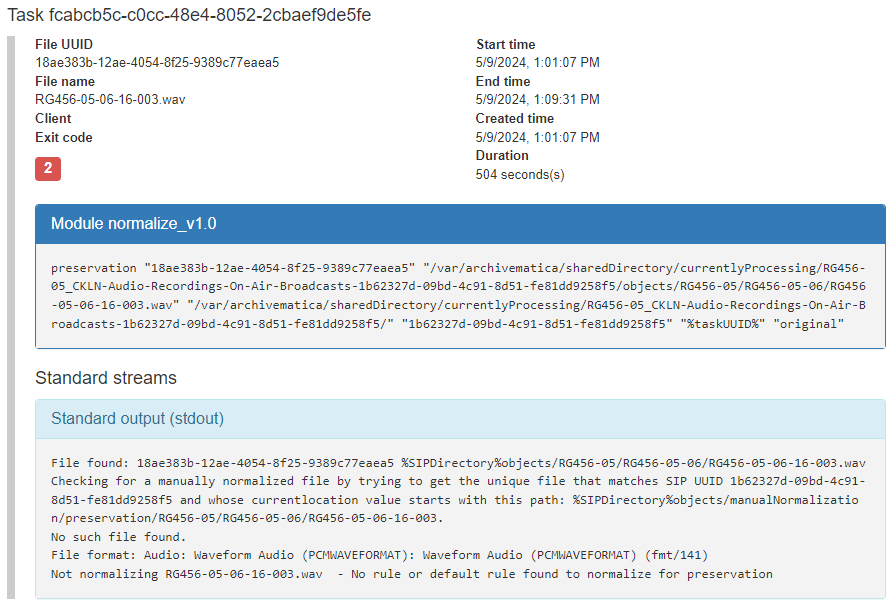 Task fcabcb5c-c0cc-48e4-8052-2cbaef9de5fe
File UUID
18ae383b-12ae-4054-8f25-9389c77eaea5
File name
RG456-05-06-16-003.wav
Client
Exit code
2
Start time
5/9/2024, 1:01:07 PM
End time
5/9/2024, 1:09:31 PM
Created time
5/9/2024, 1:01:07 PM
Duration
504 seconds(s)
Module normalize_v1.0
preservation "18ae383b-12ae-4054-8f25-9389c77eaea5" "/var/archivematica/sharedDirectory/currentlyProcessing/RG456-
05_CKLN-Audio-Recordings-On-Air-Broadcasts-1b62327d-09bd-4c91-8d51-fe81dd9258f5/objects/RG456-05/RG456-05-06/RG456
-05-06-16-003.wav" "/var/archivematica/sharedDirectory/currentlyProcessing/RG456-05_CKLN-Audio-Recordings-On-Air-B
roadcasts-1b62327d-09bd-4c91-8d51-fe81dd9258f5/" "1b62327d-09bd-4c91-8d51-fe81dd9258f5" "%taskUUID%" "original"
Standard streams
Standard output (stdout)
File found: 18ae383b-12ae-4054-8f25-9389c77eaea5 %SIPDirectory%objects/RG456-05/RG456-05-06/RG456-05-06-16-003.wav
Checking for a manually normalized file by trying to get the unique file that matches SIP UUID 1b62327d-09bd-4c91-
8d51-fe81dd9258f5 and whose currentlocation value starts with this path: %SIPDirectory%objects/manualNormalizatio
n/preservation/RG456-05/RG456-05-06/RG456-05-06-16-003.
No such file found.
File format: Audio: Waveform Audio (PCMWAVEFORMAT): Waveform Audio (PCMWAVEFORMAT) (fmt/141)
Not normalizing RG456-05-06-16-003.wav  - No rule or default rule found to normalize for preservation